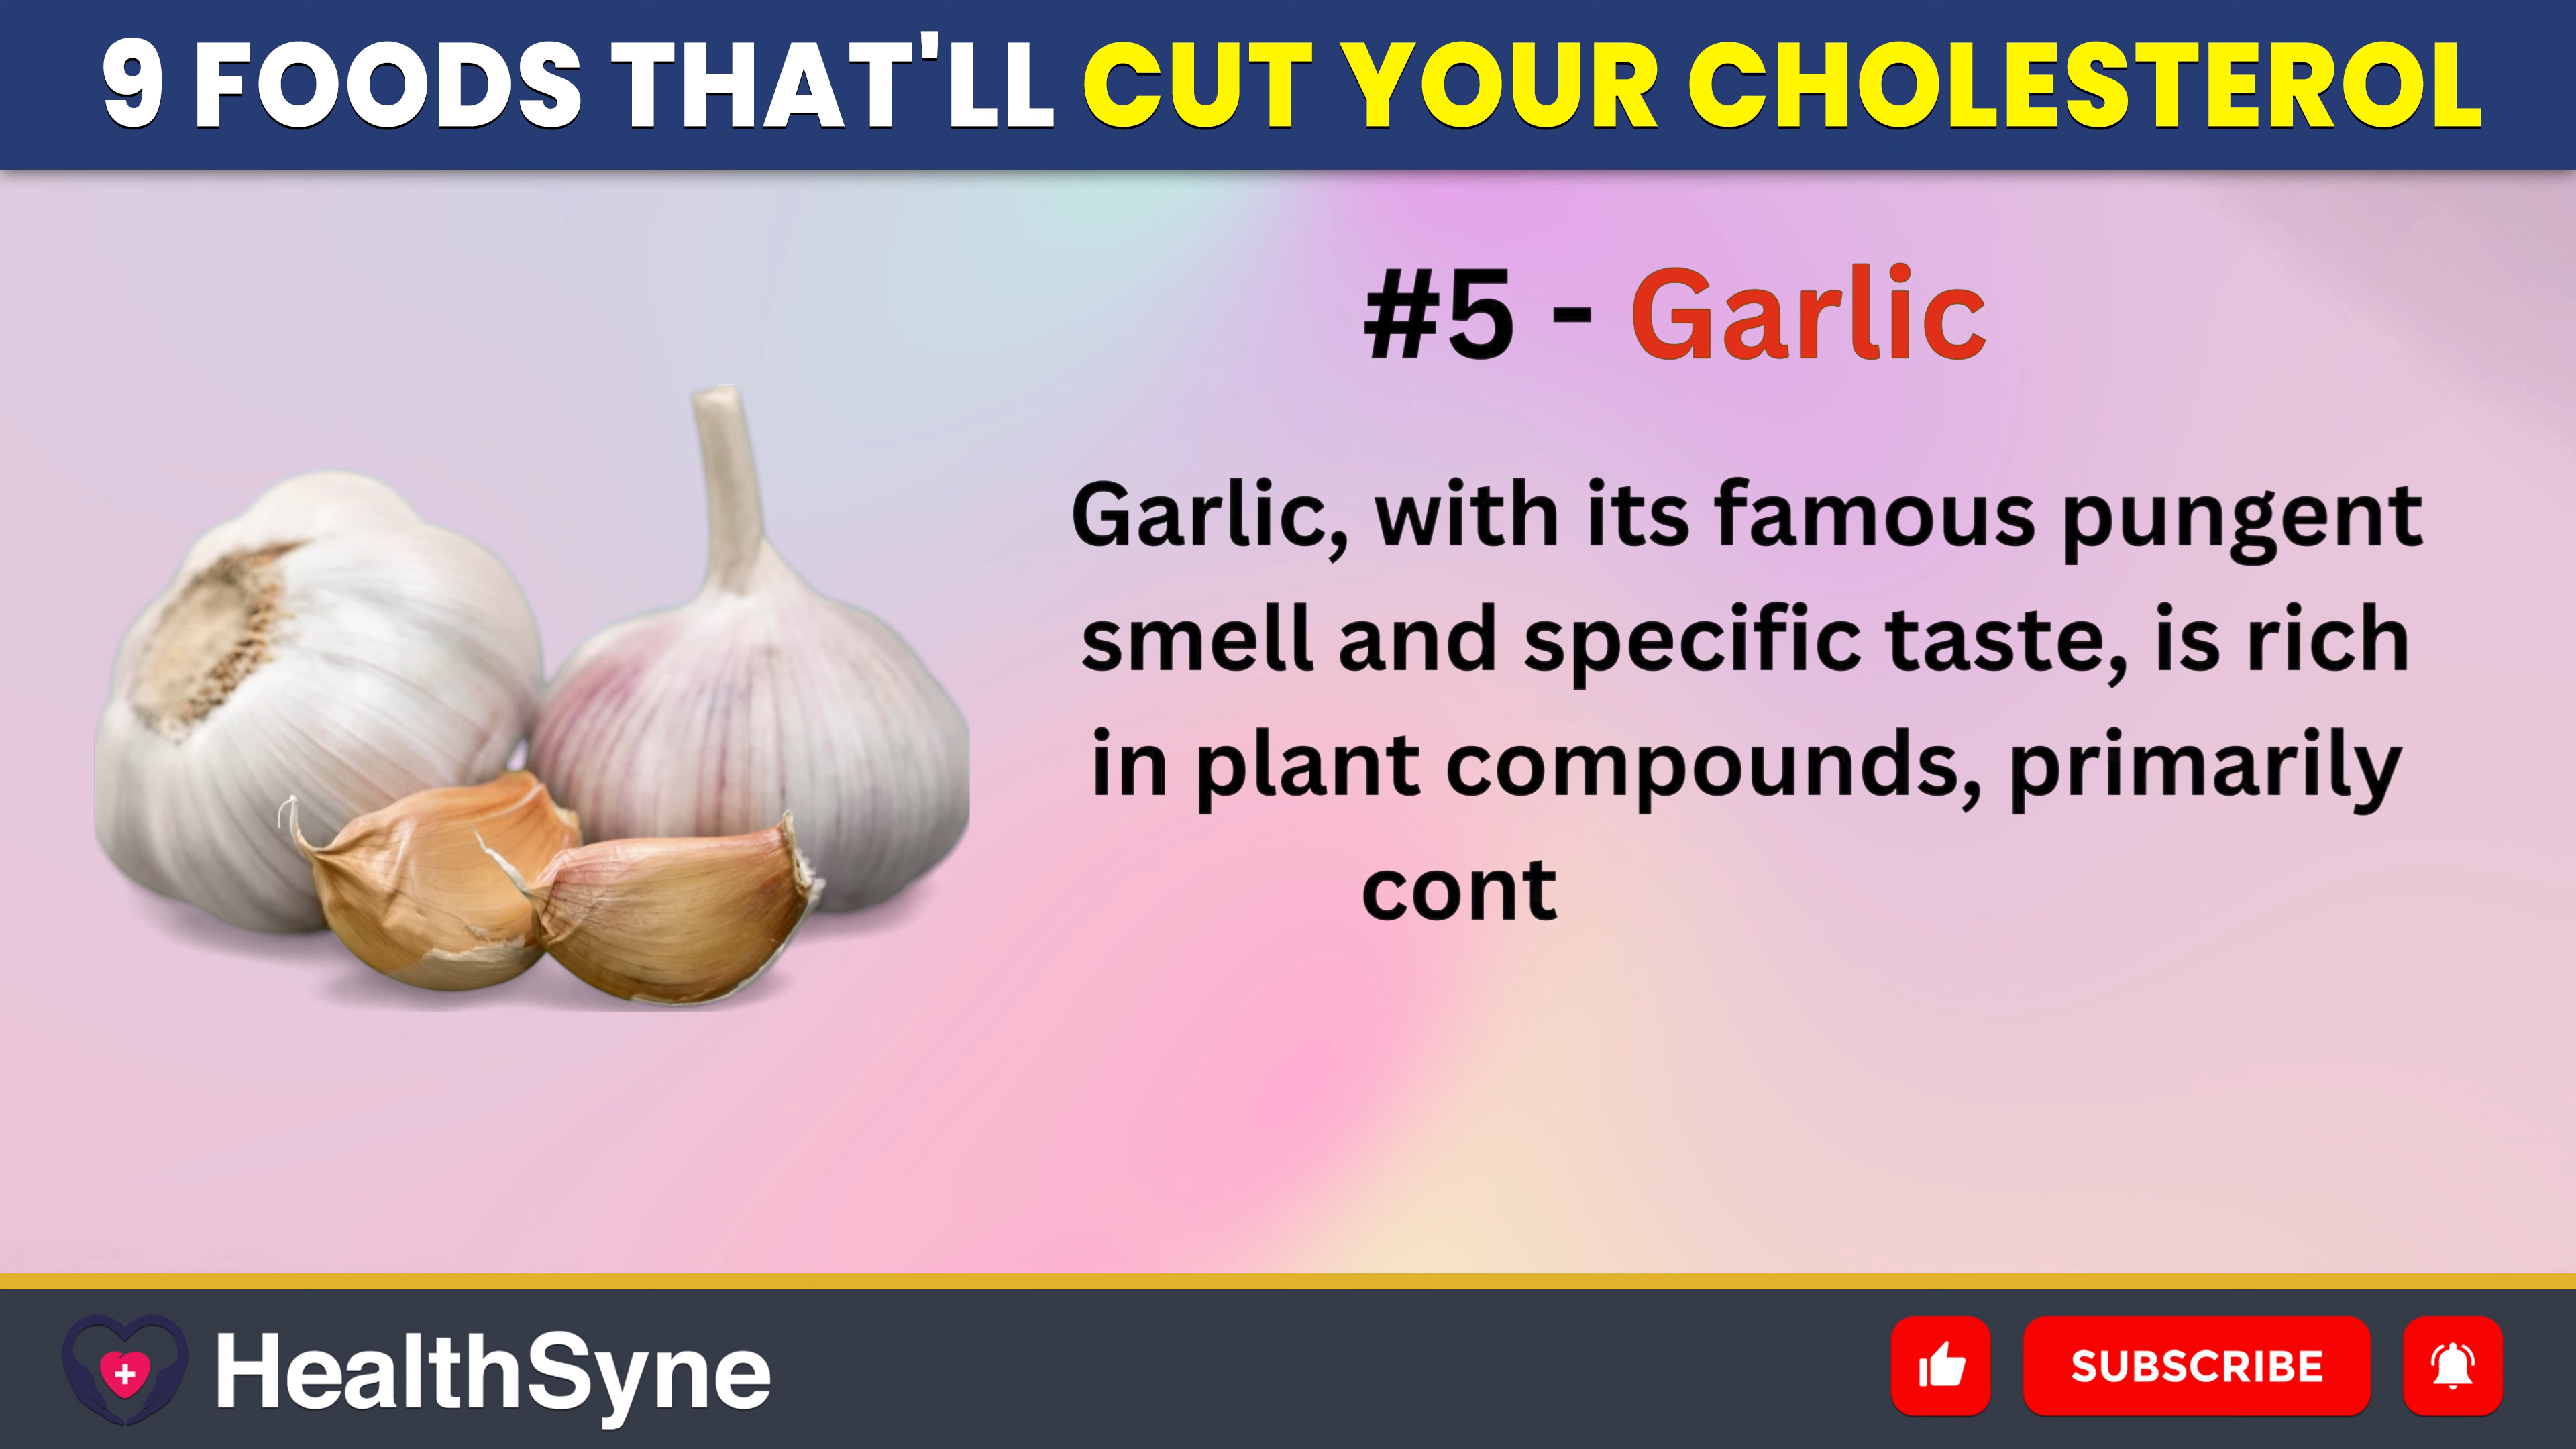 9 FOODS THAT'LL CUT YOUR CHOLESTEROL
#5 - Garlic
Garlic, with its famous pungent
smell and specific taste, is rich
in plant compounds, primarily
cont
HealthSyne
SUBSCRIBE